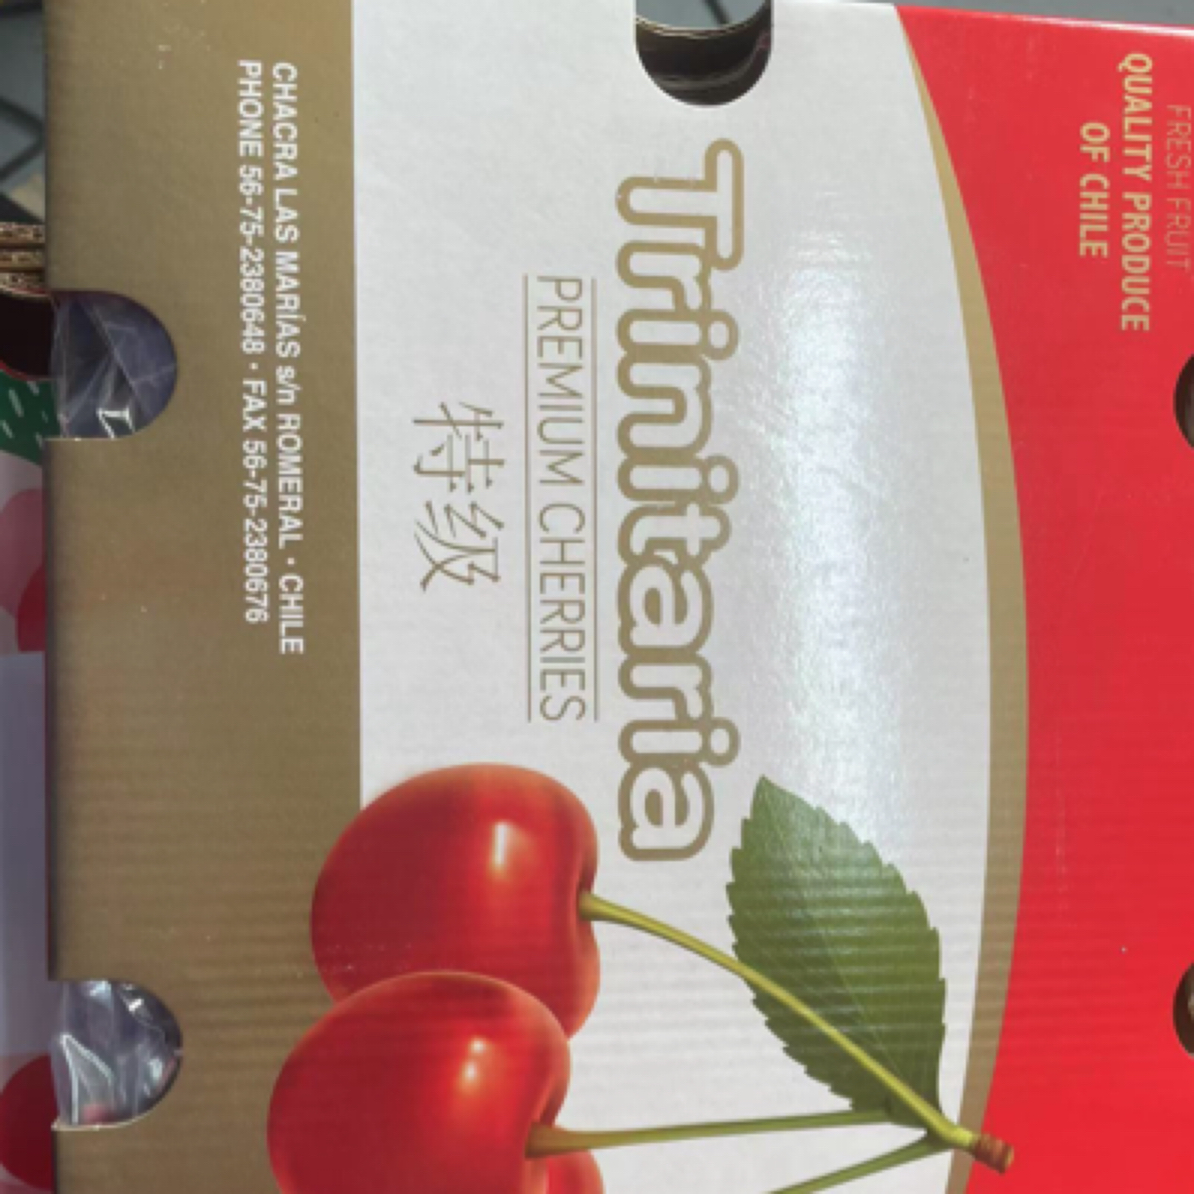 FRESH FRUIT
QUALITY PRODUCE
OF CHILE
Trinitaria
PREMIUM CHERRIES
特级
CHACRA LAS MARÍAS s/n ROMERAL · CHILE
PHONE 56-75-2380648 · FAX 56-75-2380676